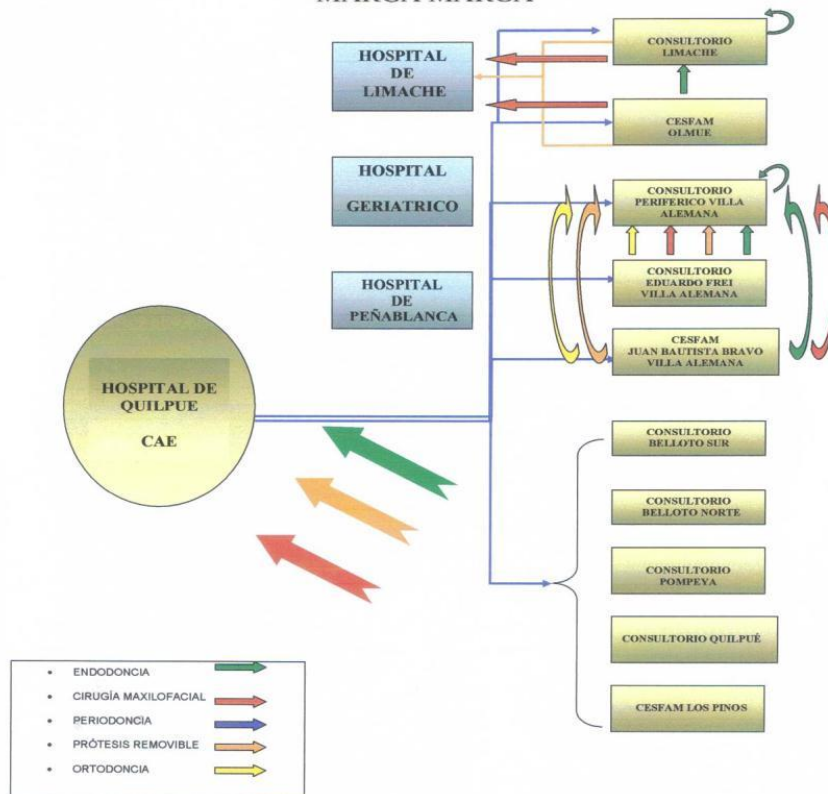 MARGA MARGA
HOSPITAL
DE
LIMACHE
CONSULTORIO
LIMACHE
CESFAM
OLMUE
HOSPITAL
GERIATRICO
CONSULTORIO
PERIFERICO VILLA
ALEMANA
HOSPITAL
DE
PEÑABLANCA
CONSULTORIO
EDUARDO FREI
VILLA ALEMANA
CESFAM
JUAN BAUTISTA BRAVO
VILLA ALEMANA
HOSPITAL DE
QUILPUE
CAE
CONSULTORIO
BELLOTO SUR
CONSULTORIO
BELLOTO NORTE
CONSULTORIO
POMPEYA
CONSULTORIO QUILPUÉ
CESFAM LOS PINOS
• ENDODONCIA
• CIRUGÍA MAXILOFACIAL
• PERIODONCIA
• PRÓTESIS REMOVIBLE
• ORTODONCIA